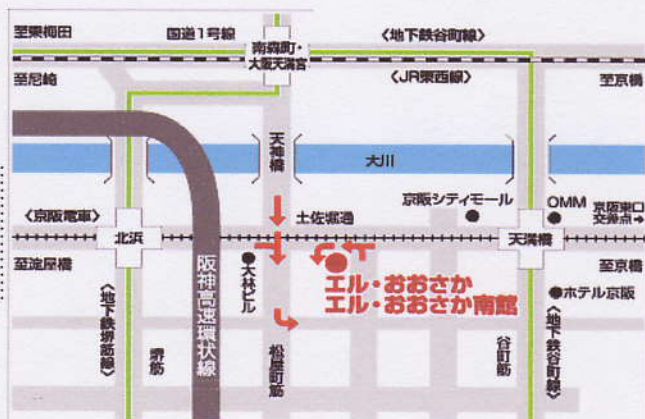 至東梅田
国道1号線
南森町・
大阪天満宮
〈地下鉄谷町線〉
至尼崎
〈JR東西線〉
至京橋
天神橋
大川
京阪シティモール
OMM
京阪東口
交差点→
〈京阪電車〉
北浜
土佐堀通
天満橋
至淀屋橋
大林ビル
阪神高速環状線
エル・おおさか
エル・おおさか南館
至京橋
ホテル京阪
〈地下鉄堺筋線〉
堺筋
松屋町筋
谷町筋
〈地下鉄谷町線〉